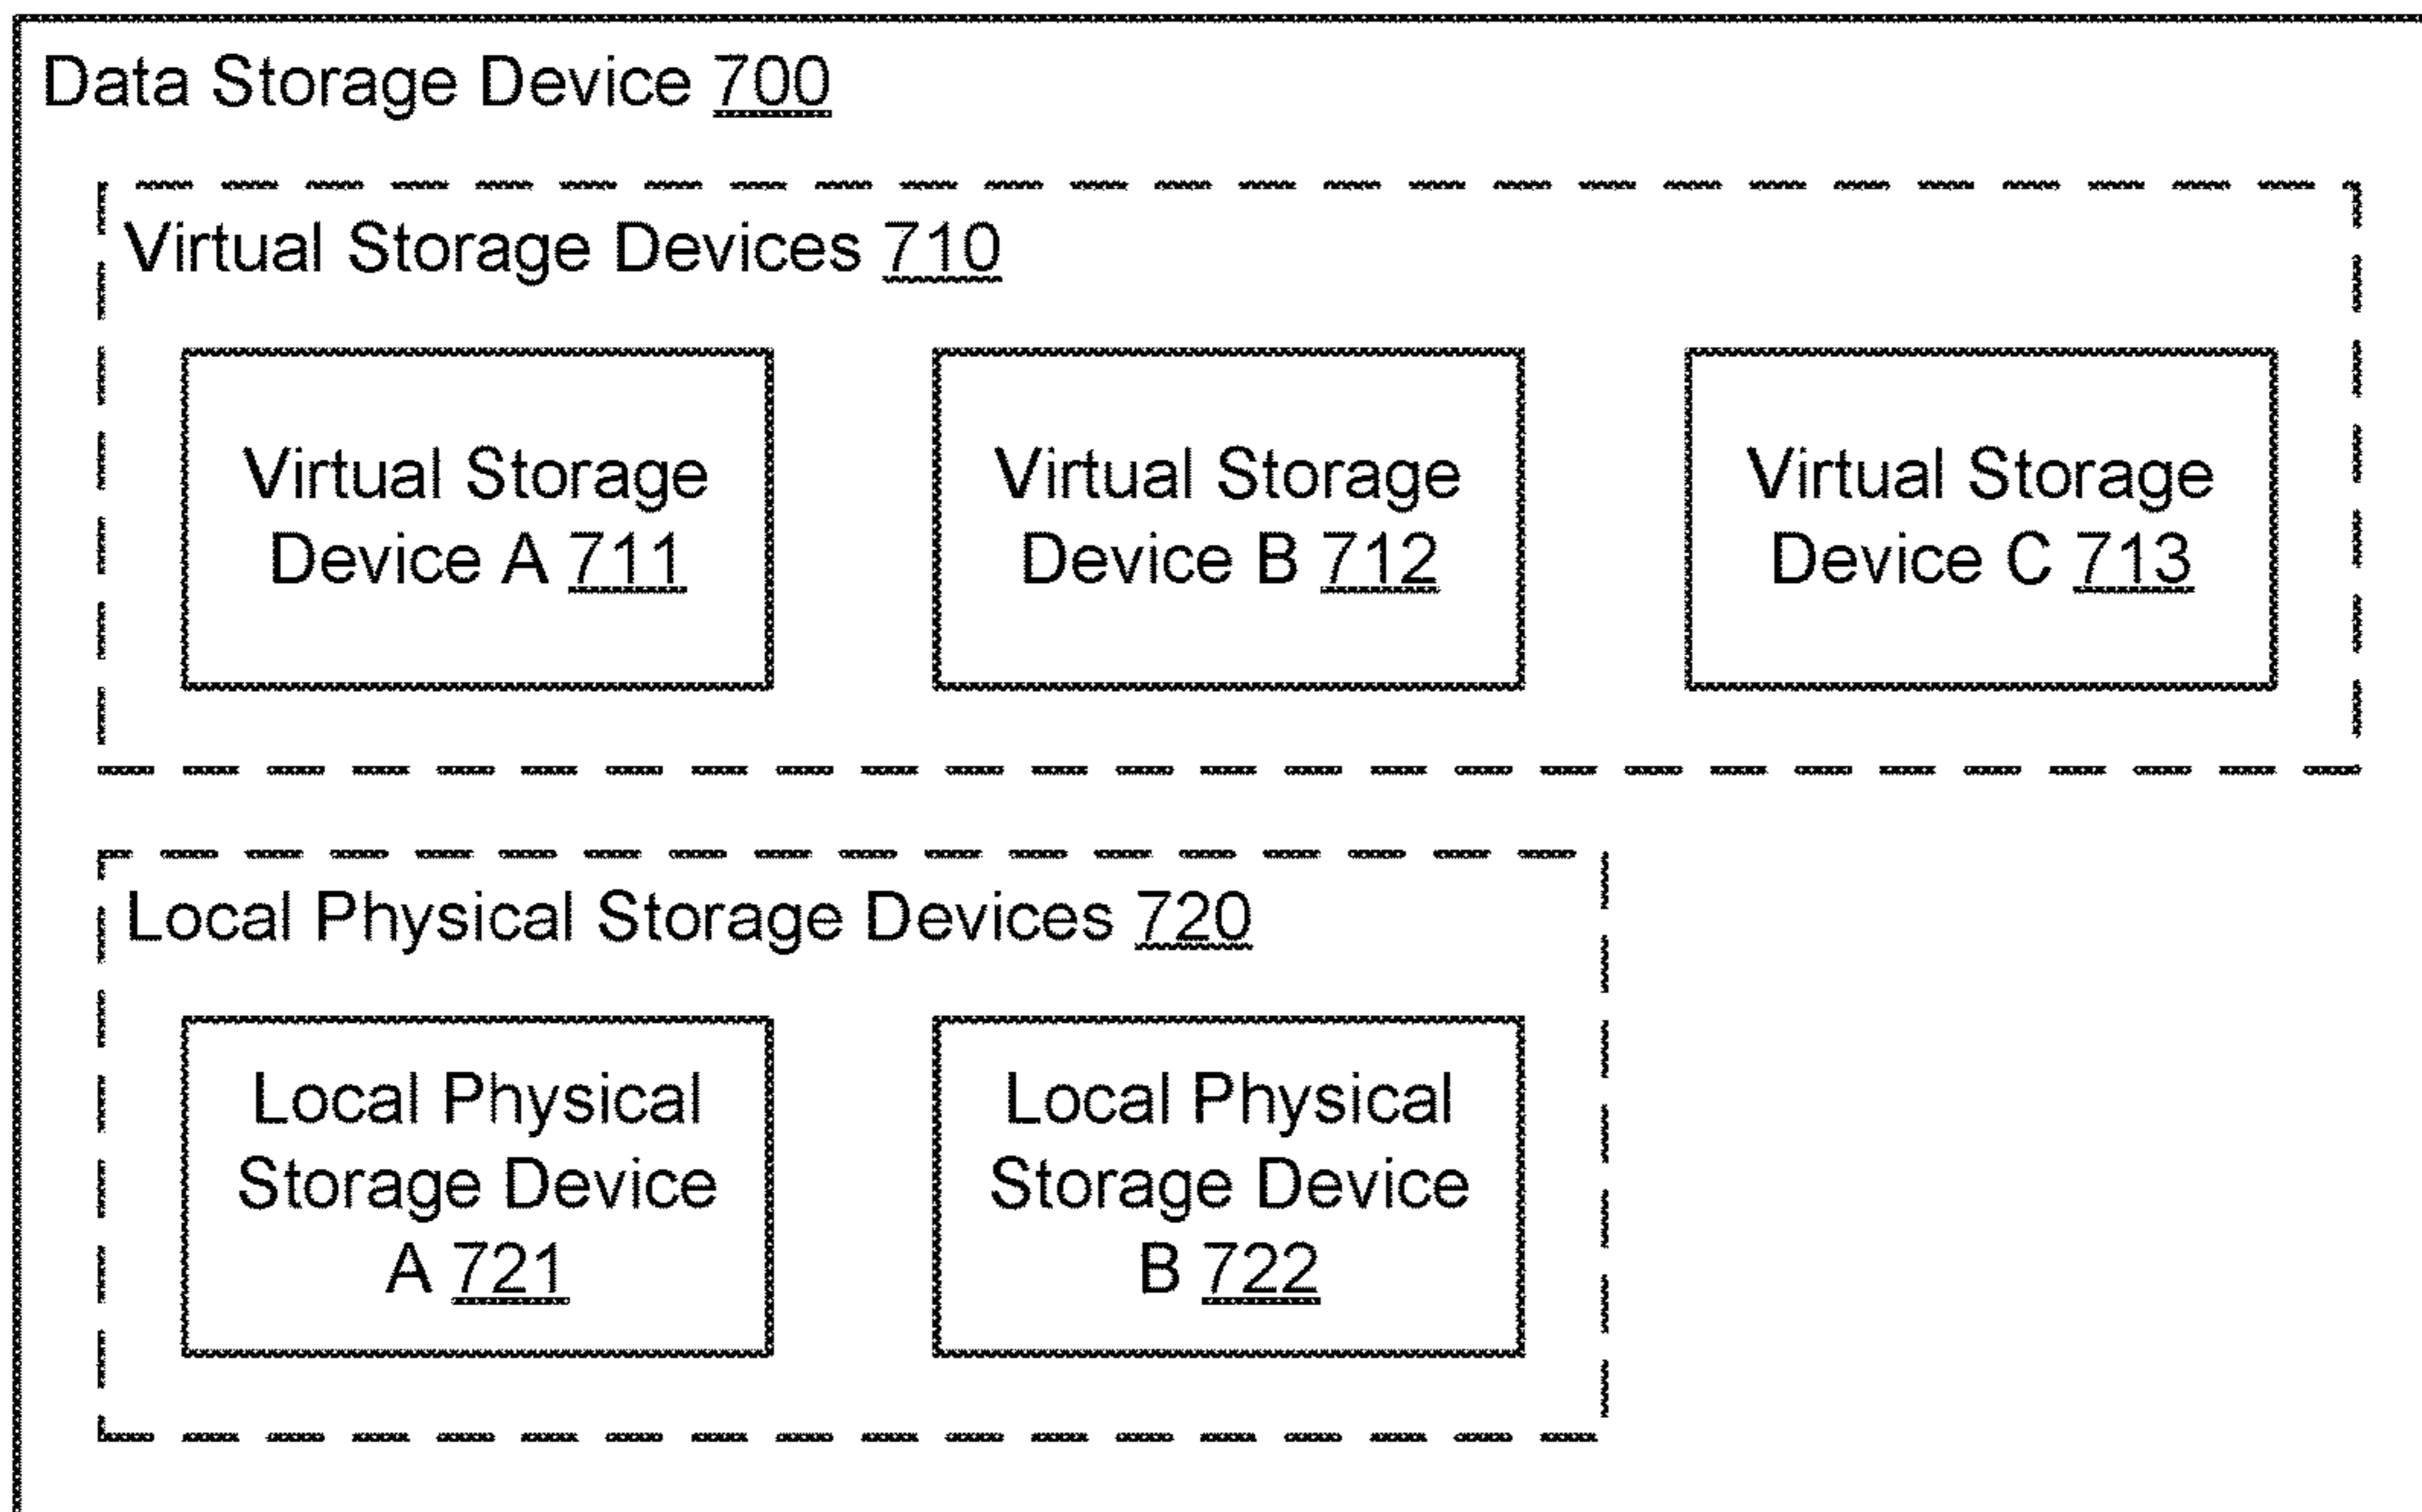 Data Storage Device 700
Virtual Storage Devices 710
Virtual Storage
Device A 711
Virtual Storage
Device B 712
Virtual Storage
Device C 713
Local Physical Storage Devices 720
Local Physical
Storage Device
A 721
Local Physical
Storage Device
B 722